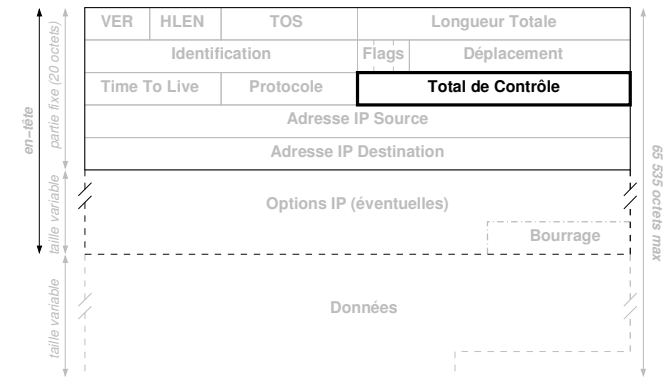 VER HLEN TOS Longueur Totale
Identification Flags Déplacement
Time To Live Protocole Total de Contrôle
Adresse IP Source
Adresse IP Destination
Options IP (éventuelles)
Bourrage
Données
en-tête
partie fixe (20 octets)
taille variable
taille variable
65 535 octets max